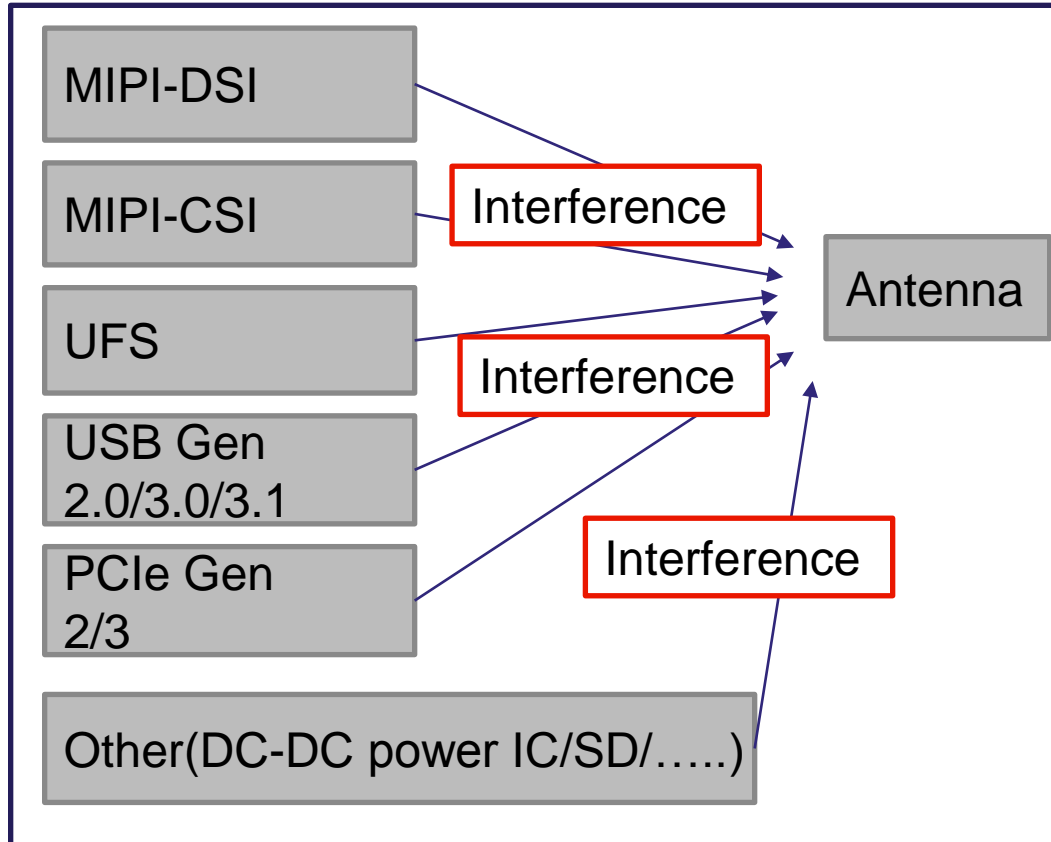 MIPI-DSI
MIPI-CSI
Interference
Antenna
UFS
Interference
USB Gen
2.0/3.0/3.1
Interference
PCIe Gen
2/3
Other(DC-DC power IC/SD/…..)